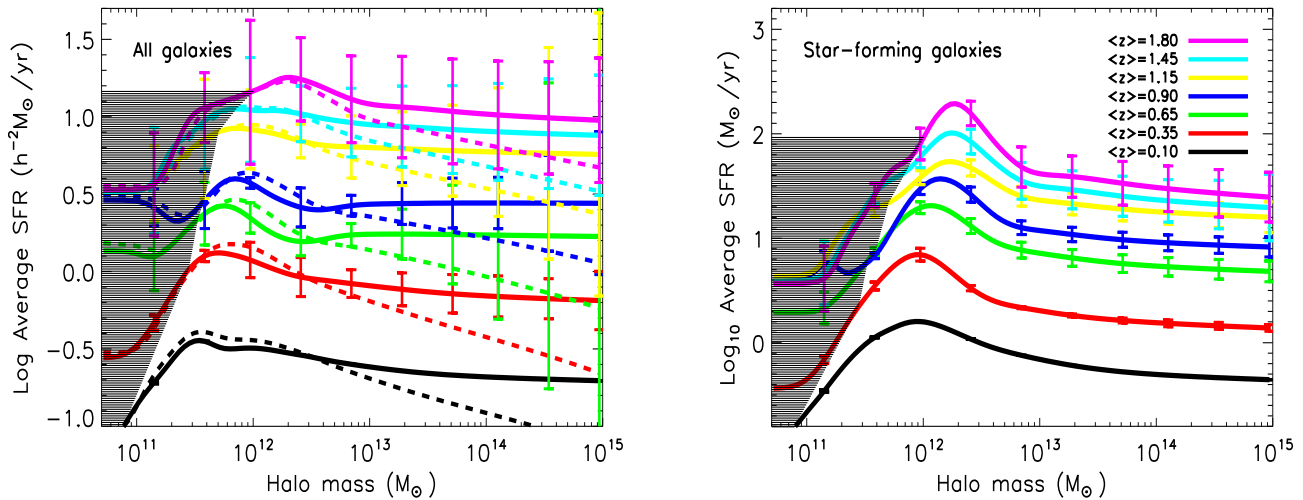 All galaxies
Log Average SFR (h⁻²M⊙/yr)
1.5
1.0
0.5
0.0
−0.5
−1.0
10¹¹ 10¹² 10¹³ 10¹⁴ 10¹⁵
Halo mass (M⊙)
Star-forming galaxies
Log₁₀ Average SFR (M⊙/yr)
3
2
1
0
10¹¹ 10¹² 10¹³ 10¹⁴ 10¹⁵
Halo mass (M⊙)
<z>=1.80
<z>=1.45
<z>=1.15
<z>=0.90
<z>=0.65
<z>=0.35
<z>=0.10